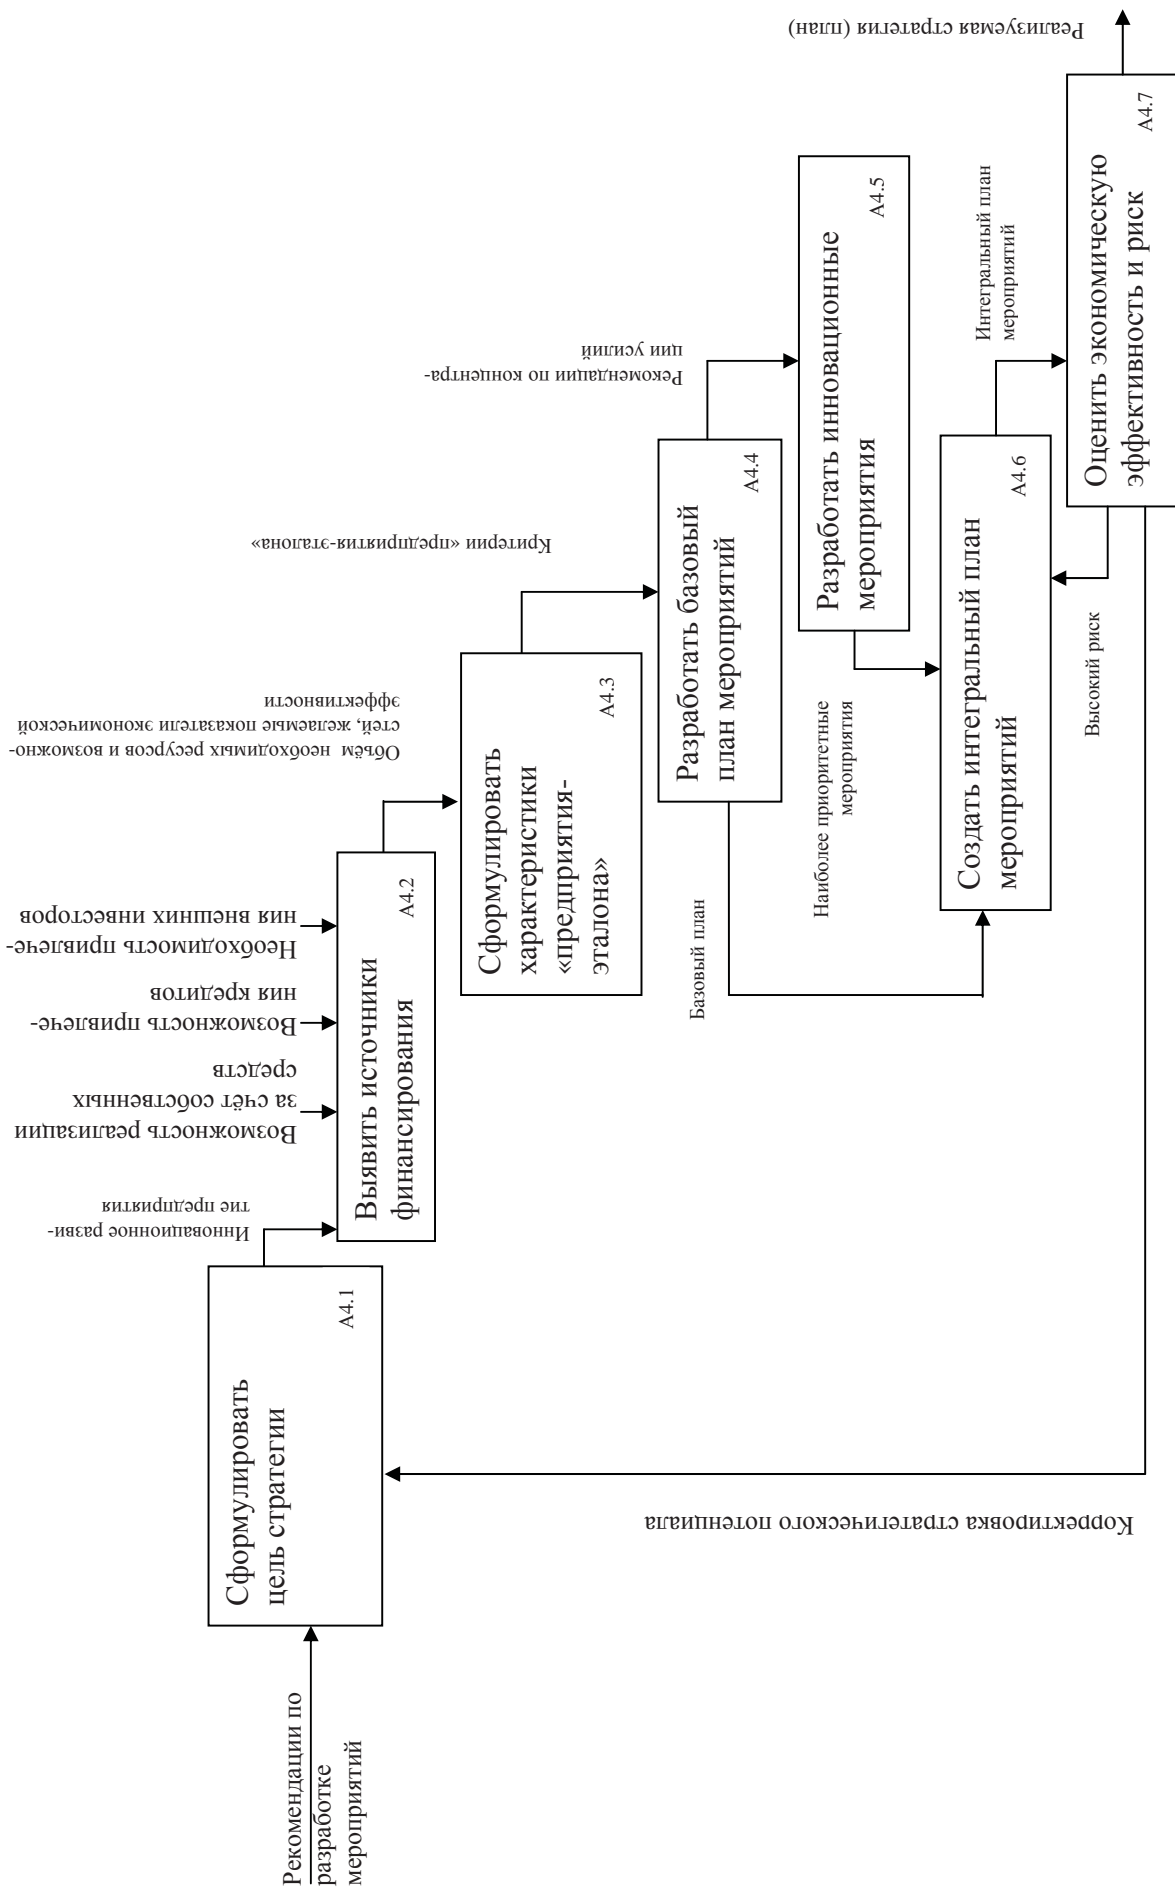 Рекомендации по
разработке
мероприятий
Сформулировать
цель стратегии
А4.1
Инновационное разви-
тие предприятия
Возможность реализации
за счёт собственных
средств
Возможность привлече-
ния кредитов
Необходимость привлече-
ния внешних инвесторов
Выявить источники
финансирования
А4.2
Объём необходимых ресурсов и возможно-
стей, желаемые показатели экономической
эффективности
Сформулировать
характеристики
«предприятия-
эталона»
А4.3
Критерии «предприятия-эталона»
Разработать базовый
план мероприятий
А4.4
Рекомендации по концентра-
ции усилий
Разработать инновационные
мероприятия
А4.5
Базовый план
Наиболее приоритетные
мероприятия
Создать интегральный план
мероприятий
А4.6
Интегральный план
мероприятий
Высокий риск
Оценить экономическую
эффективность и риск
А4.7
Реализуемая стратегия (план)
Корректировка стратегического потенциала